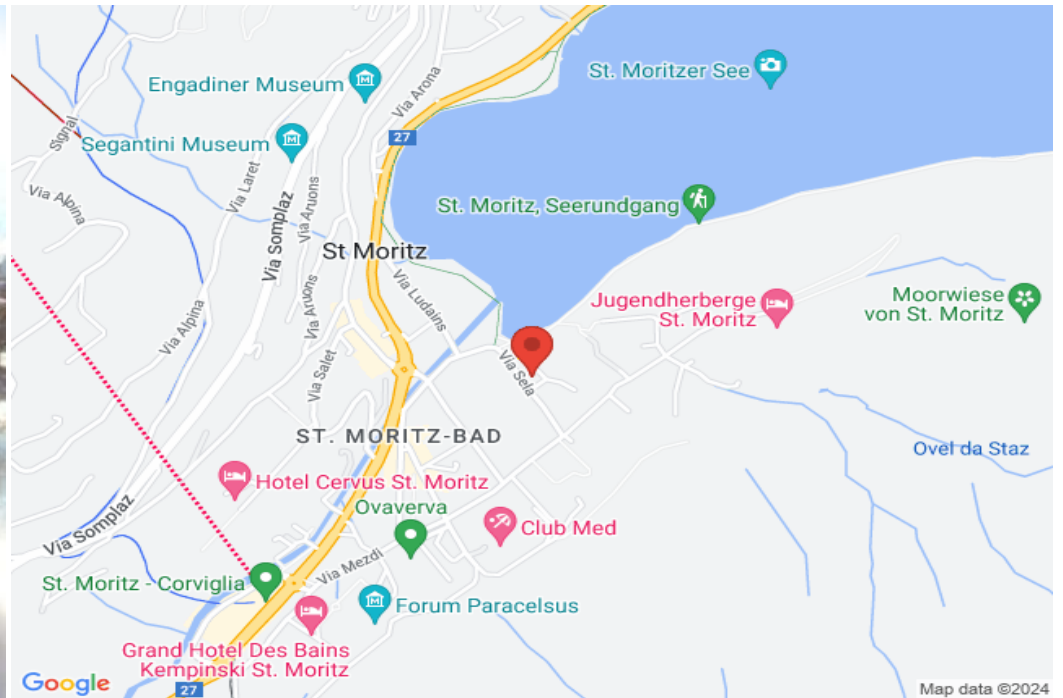 St. Moritzer See
Engadiner Museum
Via Arona
27
Segantini Museum
Signal
Via Laret
Via Alpina
Via Somplaz
Via Aruons
St. Moritz, Seerundgang
St Moritz
Via Ludains
Jugendherberge
St. Moritz
Moorwiese
von St. Moritz
Via Alpina
Via Aruons
Via Salet
Via Sela
ST. MORITZ-BAD
Ovel da Staz
Hotel Cervus St. Moritz
Ovaverva
Club Med
Via Somplaz
Via Mezdi
St. Moritz - Corviglia
Forum Paracelsus
Grand Hotel Des Bains
Kempinski St. Moritz
27
Google
Map data ©2024